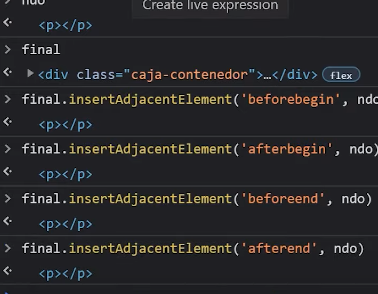 ndo
Create live expression
<p></p>
final
<div class="caja-contenedor">…</div> flex
final.insertAdjacentElement('beforebegin', ndo
<p></p>
final.insertAdjacentElement('afterbegin', ndo)
<p></p>
final.insertAdjacentElement('beforeend', ndo)
<p></p>
final.insertAdjacentElement('afterend', ndo)
<p></p>